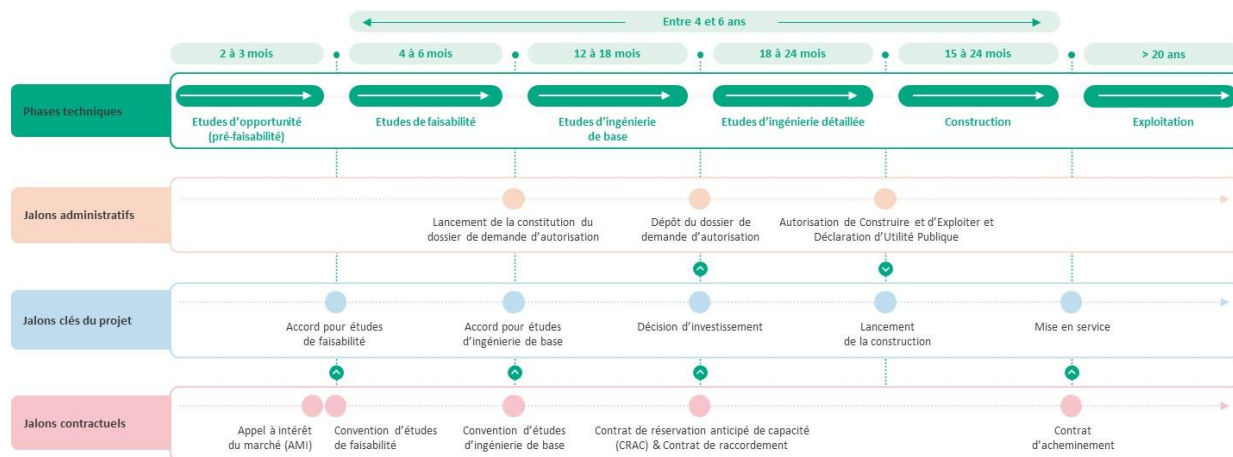 Entre 4 et 6 ans
2 à 3 mois
4 à 6 mois
12 à 18 mois
18 à 24 mois
15 à 24 mois
> 20 ans
Phases techniques
Etudes d'opportunité
(pré-faisabilité)
Etudes de faisabilité
Etudes d'ingénierie
de base
Etudes d'ingénierie détaillée
Construction
Exploitation
Jalons administratifs
Lancement de la constitution du
dossier de demande d'autorisation
Dépôt du dossier de
demande d'autorisation
Autorisation de Construire et d'Exploiter et
Déclaration d'Utilité Publique
Jalons clés du projet
Accord pour études
de faisabilité
Accord pour études
d'ingénierie de base
Décision d'investissement
Lancement
de la construction
Mise en service
Jalons contractuels
Appel à intérêt
du marché (AMI)
Convention d'études
de faisabilité
Convention d'études
d'ingénierie de base
Contrat de réservation anticipé de capacité
(CRAC) & Contrat de raccordement
Contrat
d'acheminement